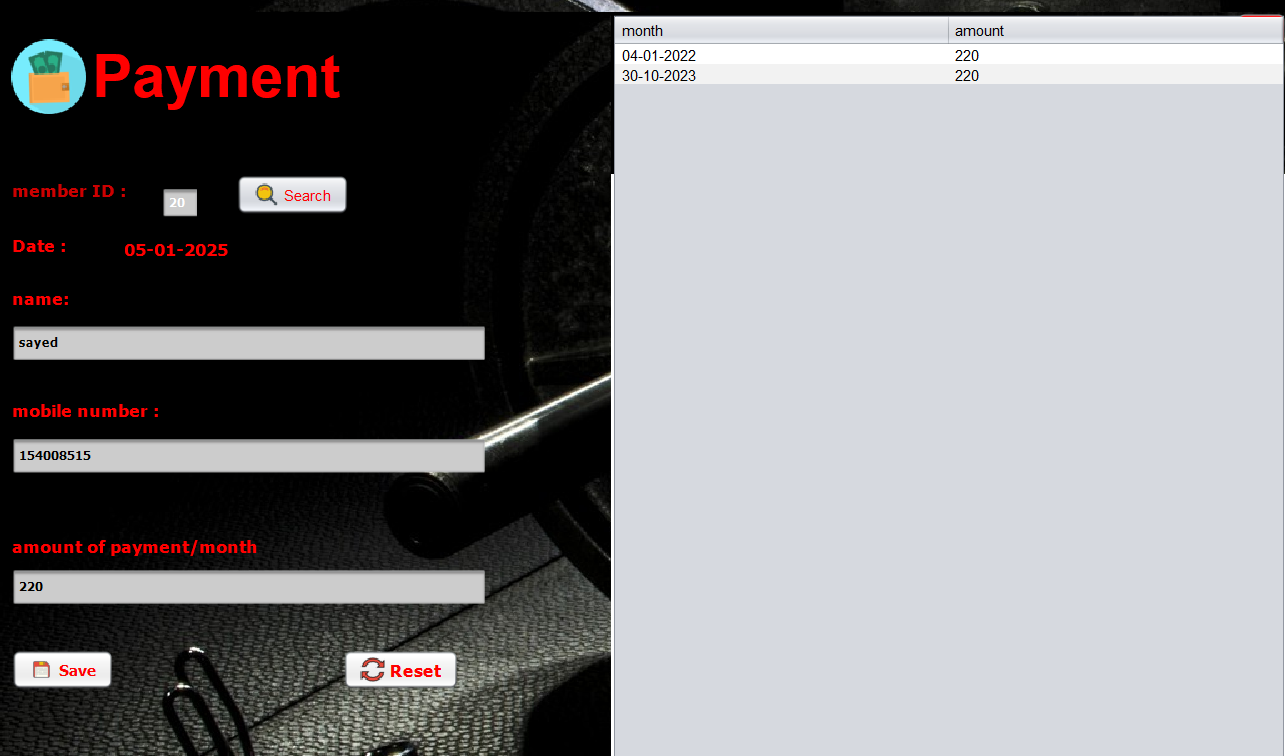 Payment
member ID :
20
Search
Date :
05-01-2025
name:
sayed
mobile number :
154008515
amount of payment/month
220
Save
Reset
month amount
04-01-2022 220
30-10-2023 220